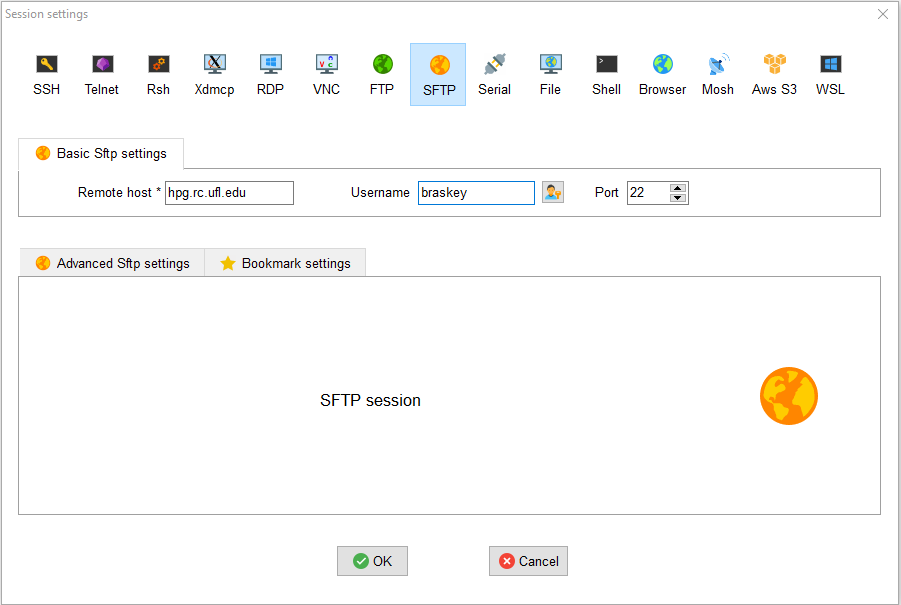 Session settings
SSH Telnet Rsh Xdmcp RDP VNC FTP SFTP Serial File Shell Browser Mosh Aws S3 WSL
Basic Sftp settings
Remote host * hpg.rc.ufl.edu Username braskey Port 22
Advanced Sftp settings Bookmark settings
SFTP session
OK Cancel